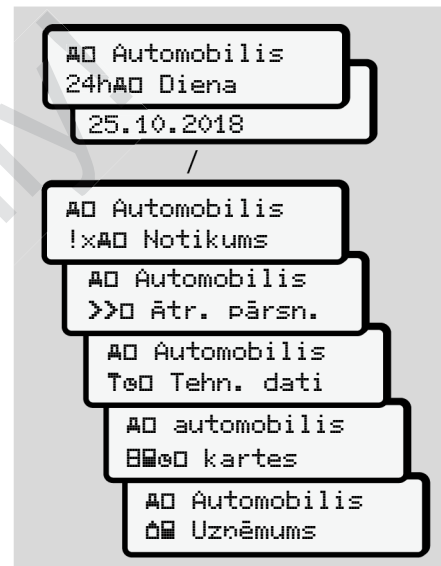 Automobilis
24h Diena
25.10.2018
/
Automobilis
!x Notikums
Automobilis
>> Ātr. pārsn.
Automobilis
Tehn. dati
automobilis
kartes
Automobilis
Uzņēmums